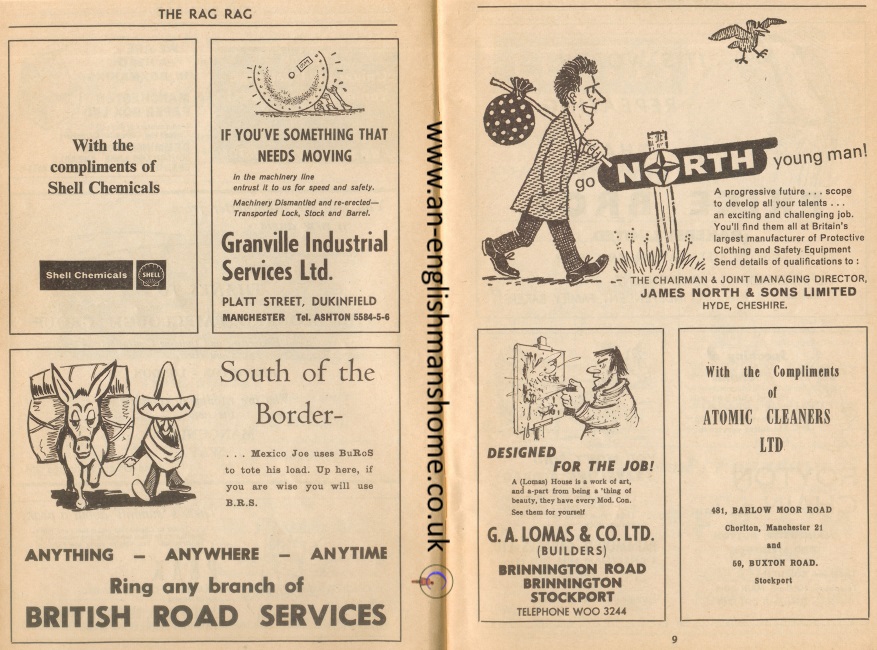 THE RAG RAG
With the
compliments of
Shell Chemicals
Shell Chemicals
SHELL
IF YOU'VE SOMETHING THAT
NEEDS MOVING
in the machinery line
entrust it to us for speed and safety.
Machinery Dismantled and re-erected—
Transported Lock, Stock and Barrel.
Granville Industrial
Services Ltd.
PLATT STREET, DUKINFIELD
MANCHESTER Tel. ASHTON 5584-5-6
South of the
Border-
. . . Mexico Joe uses BuRoS
to tote his load. Up here, if
you are wise you will use
B.R.S.
ANYTHING — ANYWHERE — ANYTIME
Ring any branch of
BRITISH ROAD SERVICES
www.an-englishmanshome.co.uk
go NORTH young man!
A progressive future . . . scope
to develop all your talents . . .
an exciting and challenging job.
You'll find them all at Britain's
largest manufacturer of Protective
Clothing and Safety Equipment
Send details of qualifications to :
THE CHAIRMAN & JOINT MANAGING DIRECTOR,
JAMES NORTH & SONS LIMITED
HYDE, CHESHIRE.
DESIGNED
FOR THE JOB!
A (Lomas) House is a work of art,
and a-part from being a 'thing of
beauty, they have every Mod. Con.
See them for yourself
G. A. LOMAS & CO. LTD.
(BUILDERS)
BRINNINGTON ROAD
BRINNINGTON
STOCKPORT
TELEPHONE WOO 3244
With the Compliments
of
ATOMIC CLEANERS
LTD
481, BARLOW MOOR ROAD
Chorlton, Manchester 21
and
59, BUXTON ROAD.
Stockport
9